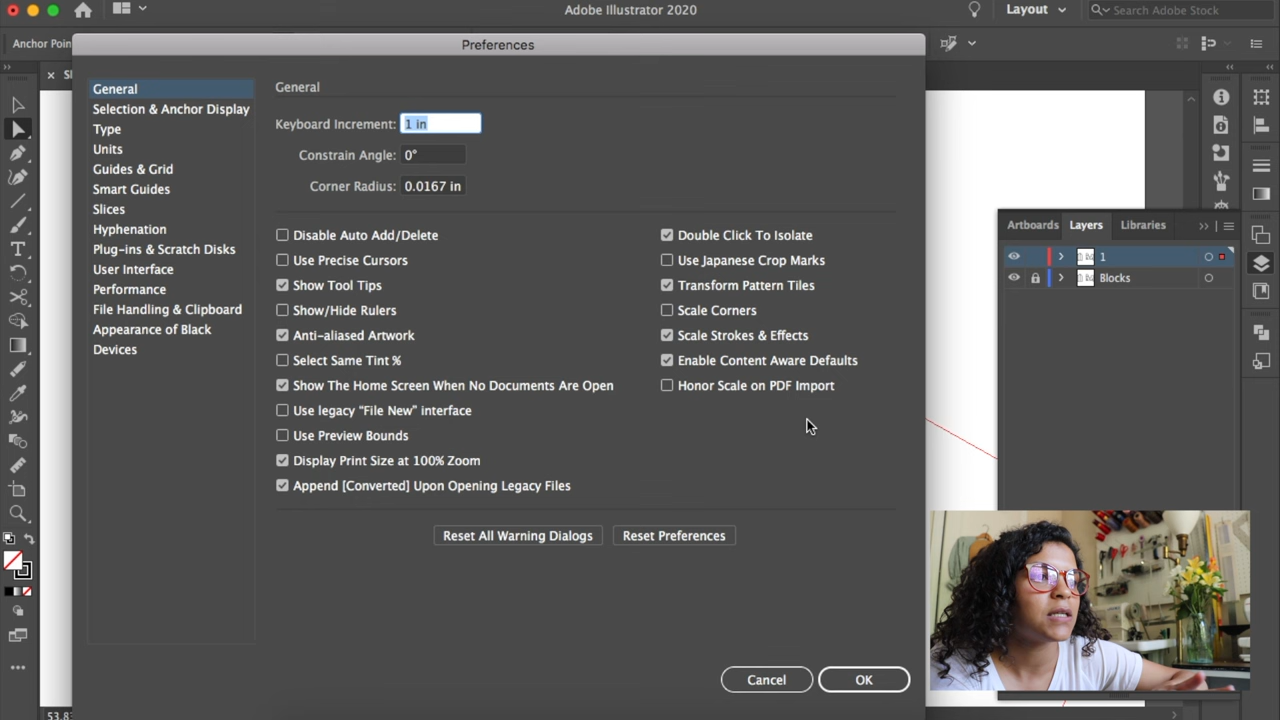 Adobe Illustrator 2020
Layout
Search Adobe Stock
Anchor Poin
Preferences
General
Selection & Anchor Display
Type
Units
Guides & Grid
Smart Guides
Slices
Hyphenation
Plug-ins & Scratch Disks
User Interface
Performance
File Handling & Clipboard
Appearance of Black
Devices
General
Keyboard Increment: 1 in
Constrain Angle: 0°
Corner Radius: 0.0167 in
Disable Auto Add/Delete
Use Precise Cursors
Show Tool Tips
Show/Hide Rulers
Anti-aliased Artwork
Select Same Tint %
Show The Home Screen When No Documents Are Open
Use legacy “File New” interface
Use Preview Bounds
Display Print Size at 100% Zoom
Append [Converted] Upon Opening Legacy Files
Double Click To Isolate
Use Japanese Crop Marks
Transform Pattern Tiles
Scale Corners
Scale Strokes & Effects
Enable Content Aware Defaults
Honor Scale on PDF Import
Reset All Warning Dialogs
Reset Preferences
Cancel
OK
Artboards
Layers
Libraries
1
Blocks